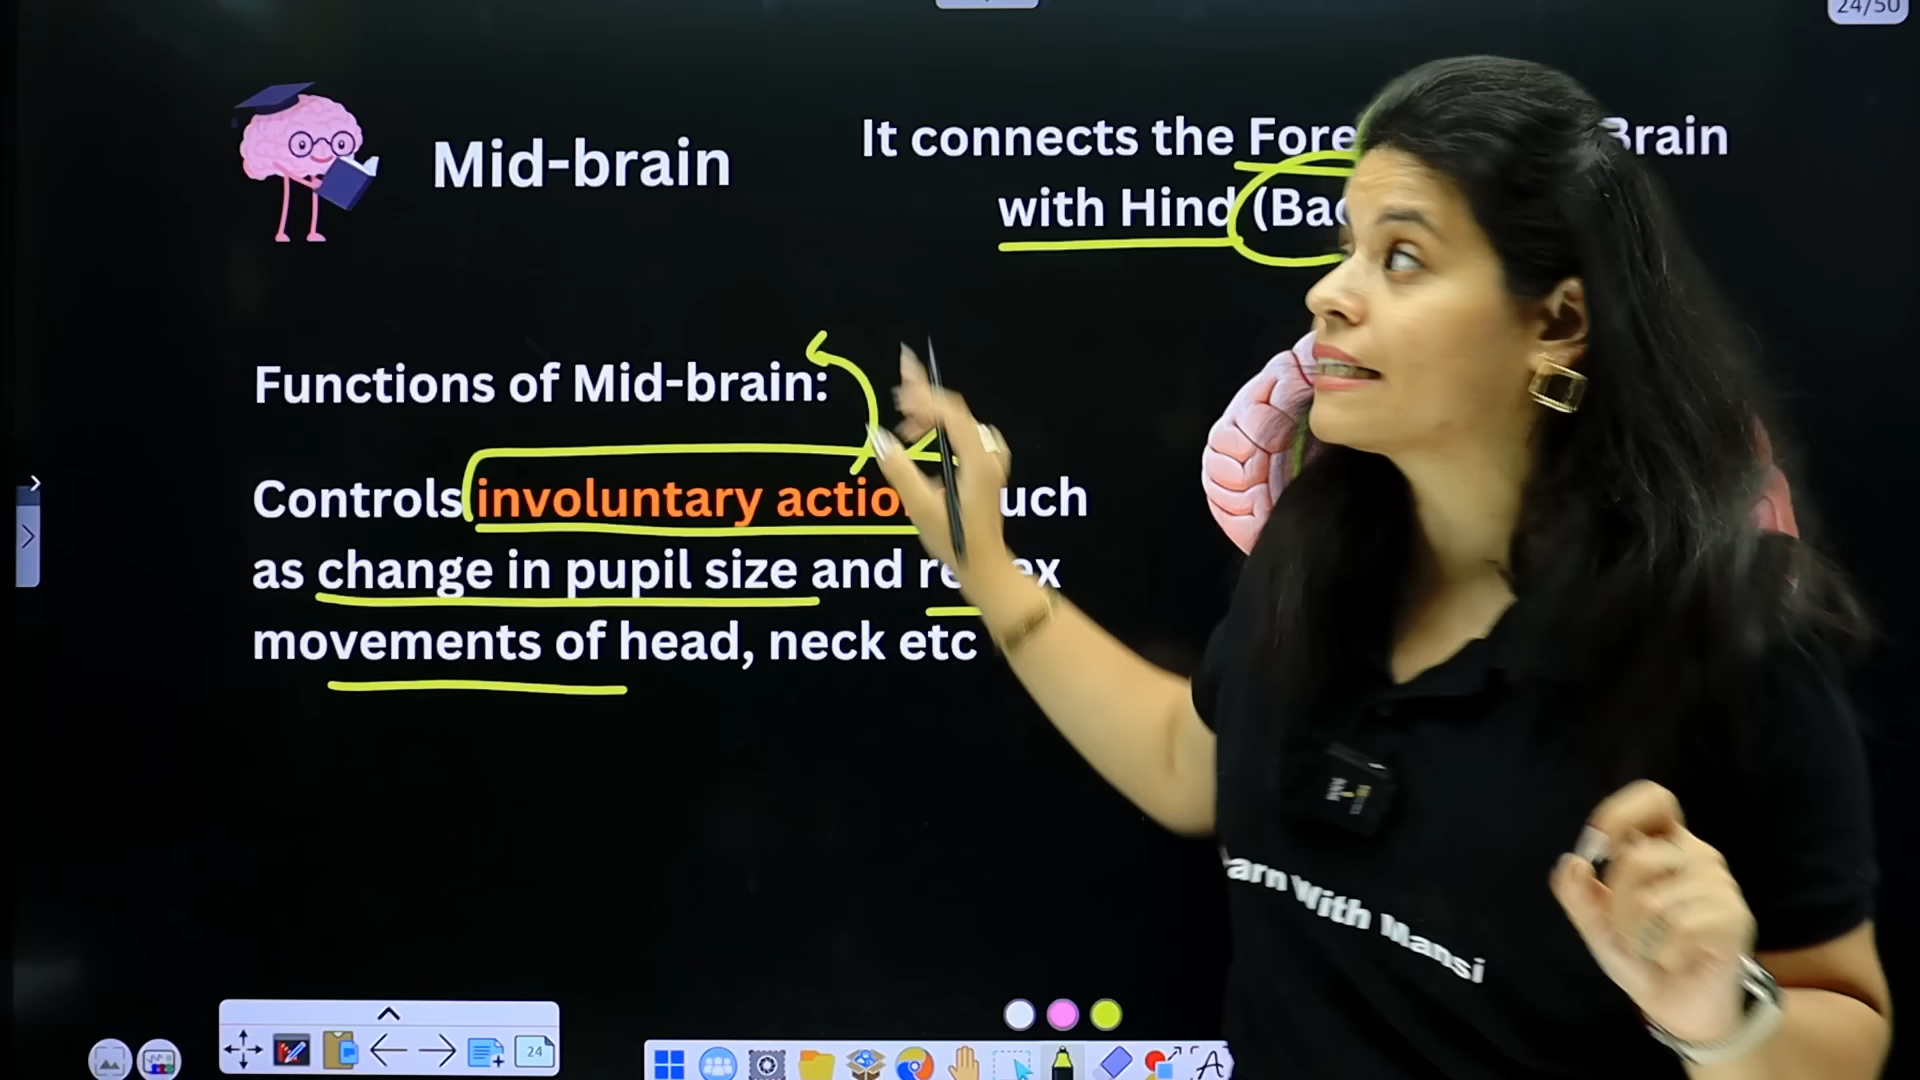 24/50
Mid-brain
It connects the Fore Brain
with Hind (Bac
Functions of Mid-brain:
Controls involuntary actio uch
as change in pupil size and re ex
movements of head, neck etc
arn With Mansi
24
A